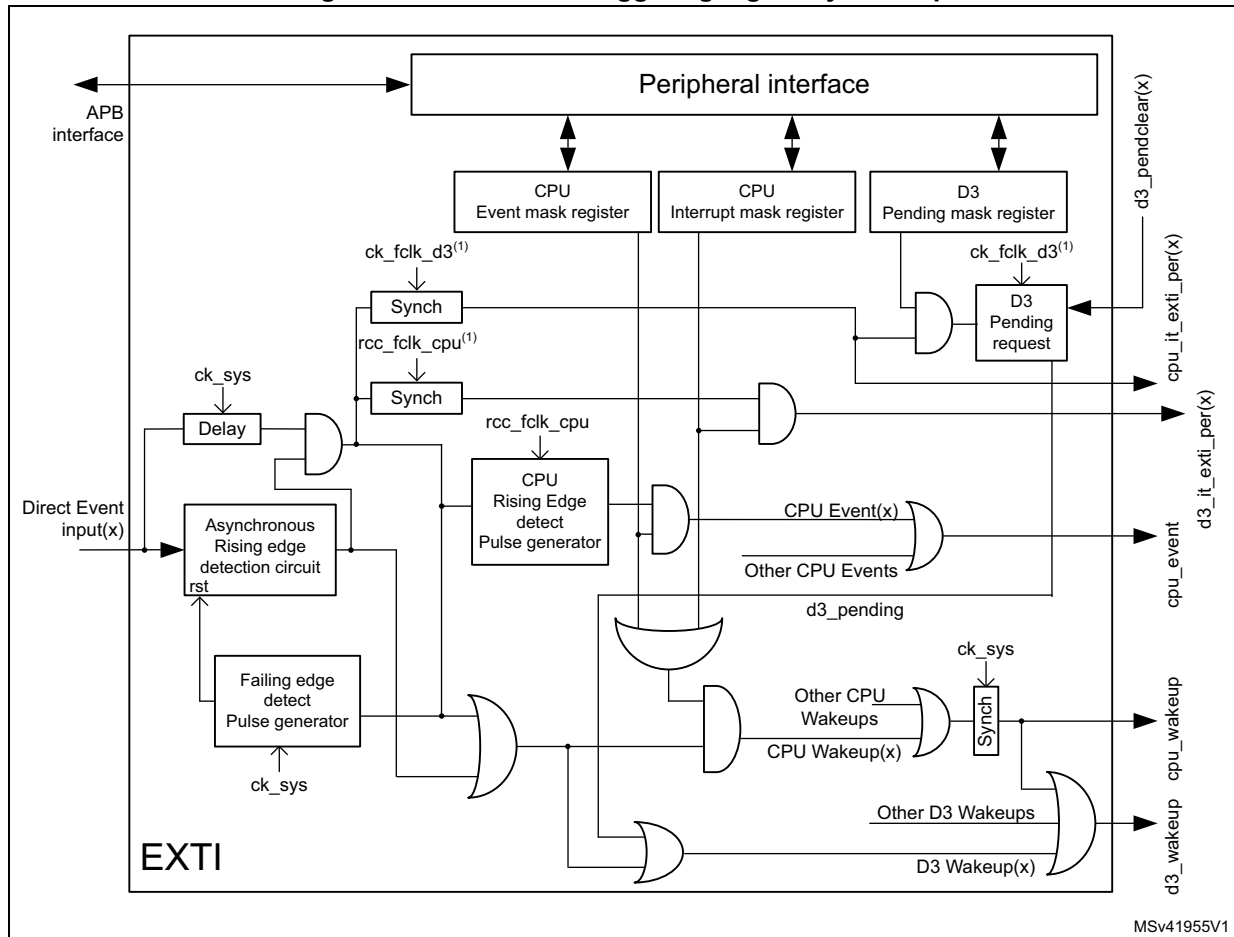 Peripheral interface
APB
interface
d3_pendclear(x)
CPU
Event mask register
CPU
Interrupt mask register
D3
Pending mask register
ck_fclk_d3(1)
Synch
ck_fclk_d3(1)
D3
Pending
request
cpu_it_exti_per(x)
rcc_fclk_cpu(1)
Synch
ck_sys
Delay
rcc_fclk_cpu
CPU
Rising Edge
detect
Pulse generator
d3_it_exti_per(x)
Direct Event
input(x)
Asynchronous
Rising edge
detection circuit
rst
CPU Event(x)
Other CPU Events
cpu_event
d3_pending
Failing edge
detect
Pulse generator
ck_sys
Other CPU
Wakeups
CPU Wakeup(x)
ck_sys
Synch
cpu_wakeup
Other D3 Wakeups
D3 Wakeup(x)
d3_wakeup
EXTI
MSv41955V1